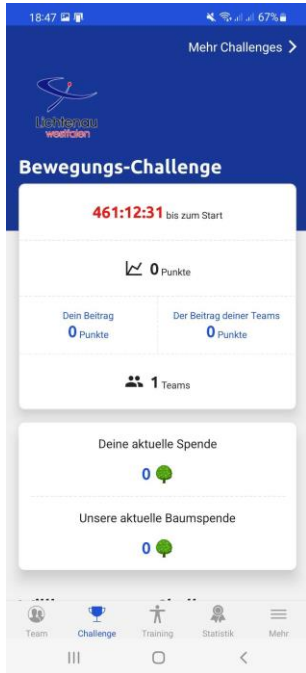 18:47
67%
Mehr Challenges
Lichtenau
westfalen
Bewegungs-Challenge
461:12:31 bis zum Start
0 Punkte
Dein Beitrag
0 Punkte
Der Beitrag deiner Teams
0 Punkte
1 Teams
Deine aktuelle Spende
0
Unsere aktuelle Baumspende
0
Team
Challenge
Training
Statistik
Mehr